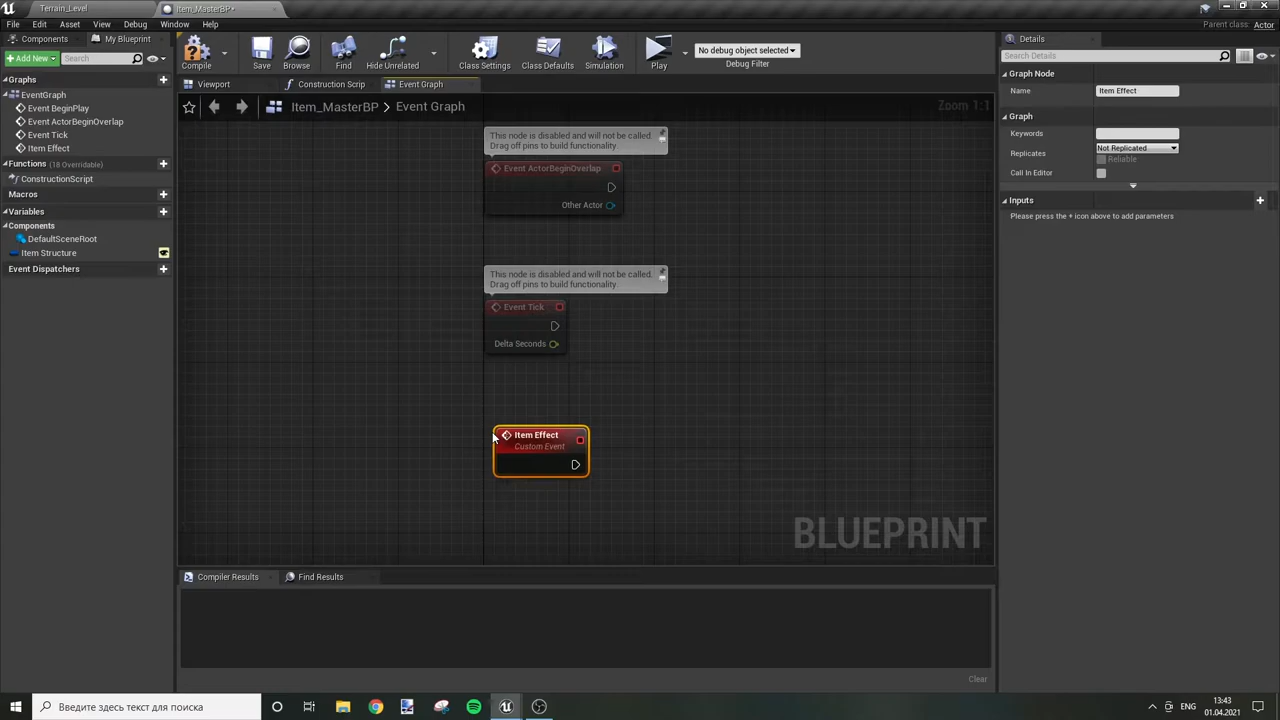 Terrain_Level
Item_MasterBP*
File Edit Asset View Debug Window Help
Parent class: Actor
Components
My Blueprint
Add New
Search
Compile
Save
Browse
Find
Hide Unrelated
Class Settings
Class Defaults
Simulation
Play
No debug object selected
Debug Filter
Viewport
Construction Scrip
Event Graph
Item_MasterBP > Event Graph
Zoom 1:1
Graphs
EventGraph
Event BeginPlay
Event ActorBeginOverlap
Event Tick
Item Effect
Functions (18 Overridable)
ConstructionScript
Macros
Variables
Components
DefaultSceneRoot
Item Structure
Event Dispatchers
This node is disabled and will not be called.
Drag off pins to build functionality.
Event ActorBeginOverlap
Other Actor
This node is disabled and will not be called.
Drag off pins to build functionality.
Event Tick
Delta Seconds
Item Effect
Custom Event
BLUEPRINT
Compiler Results
Find Results
Clear
Details
Search Details
Graph Node
Name
Item Effect
Graph
Keywords
Replicates
Not Replicated
Reliable
Call In Editor
Inputs
Please press the + icon above to add parameters
Введите здесь текст для поиска
ENG
13:43
01.04.2021